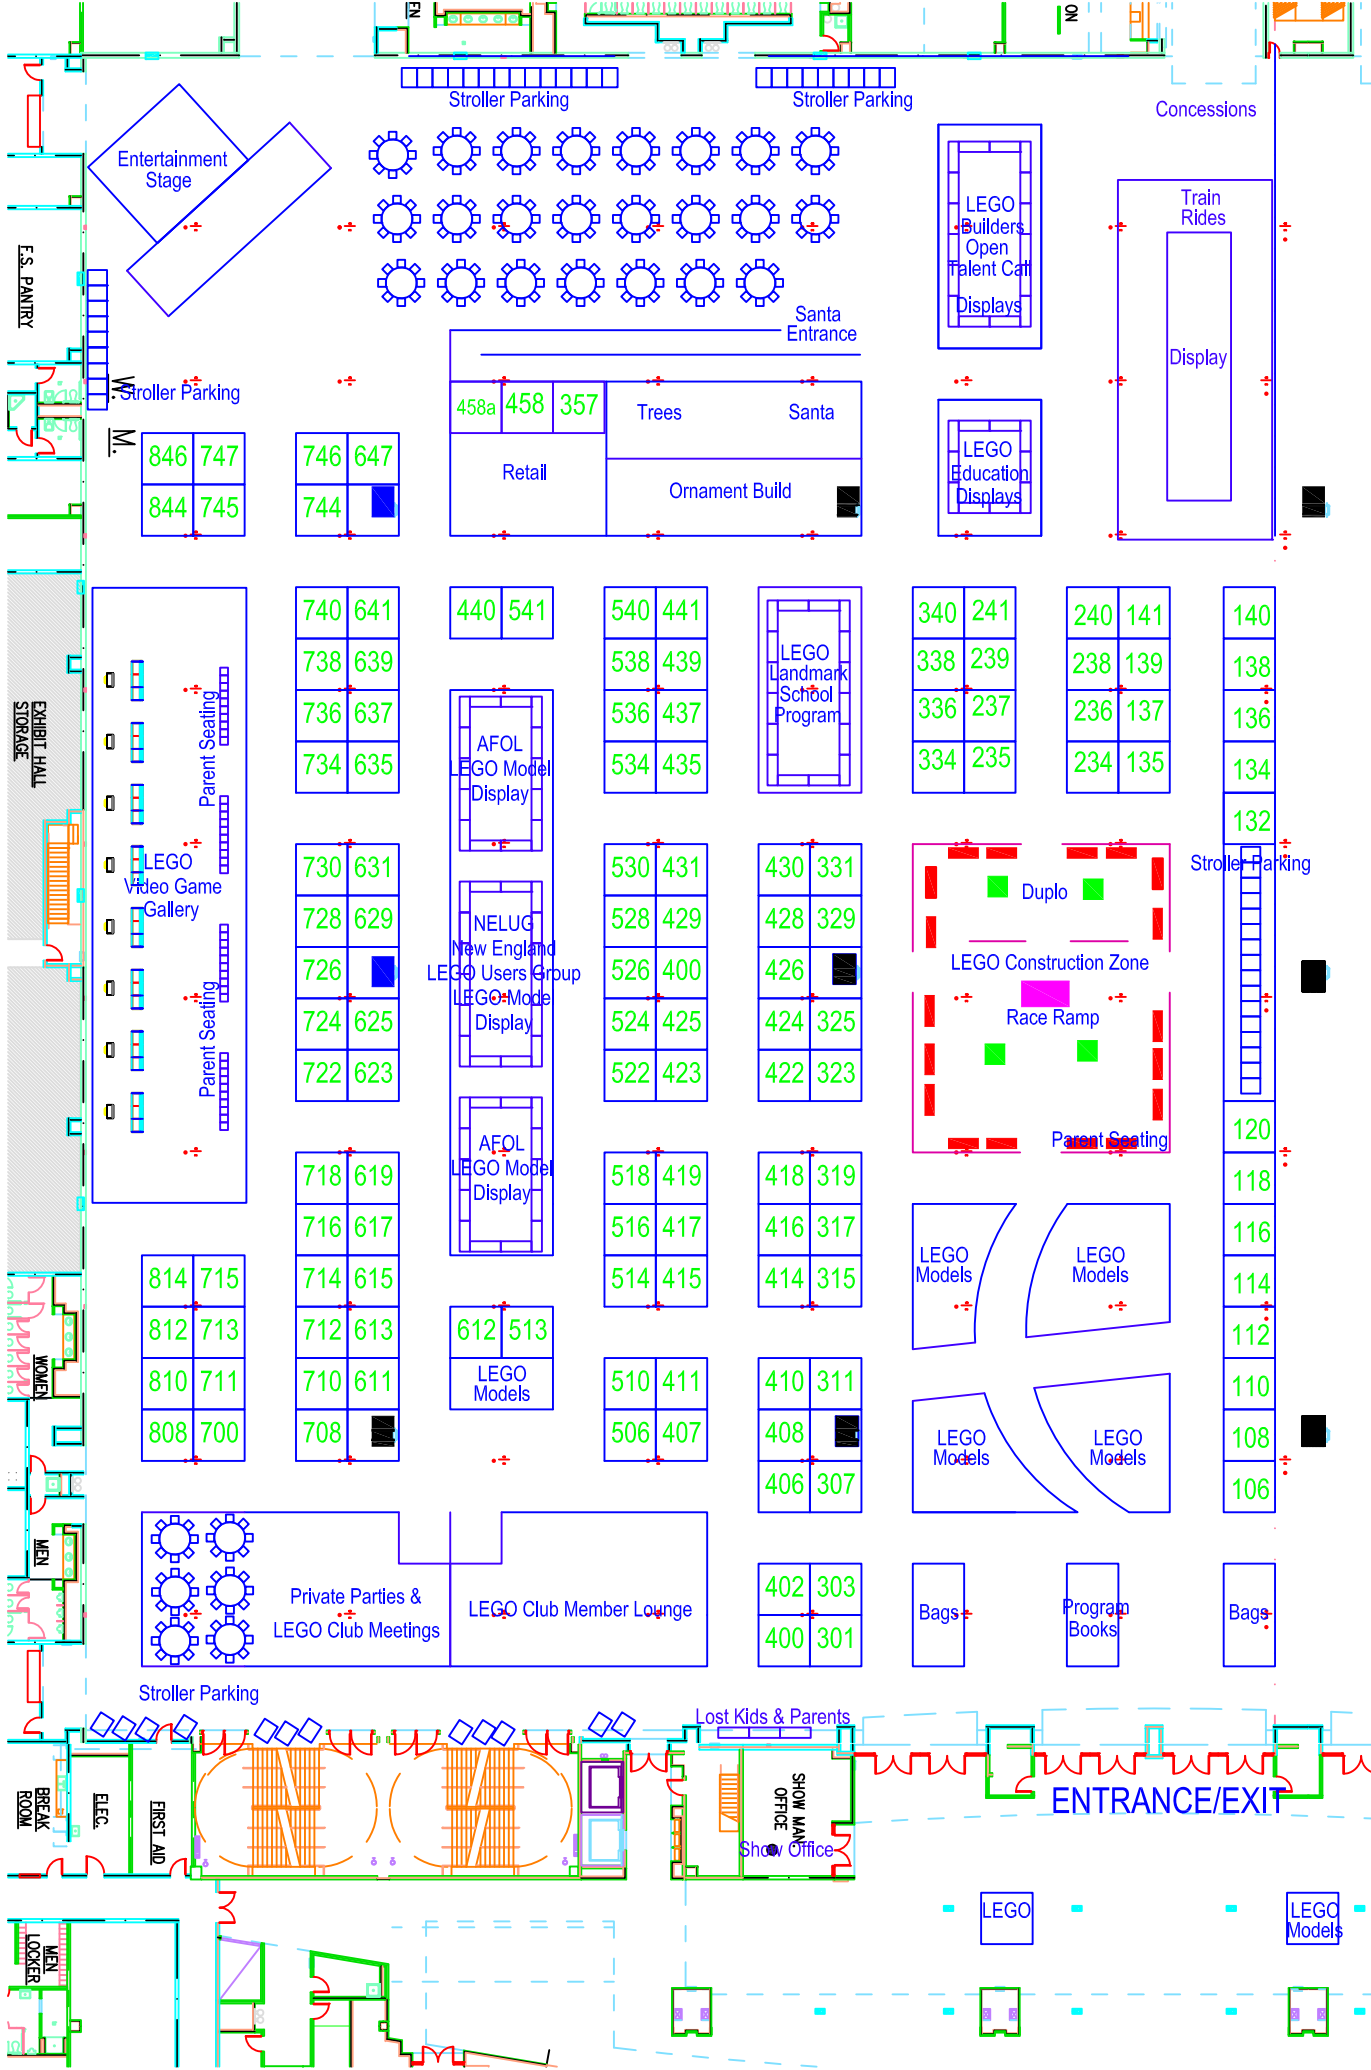 EN
ON
Stroller Parking
Stroller Parking
Concessions
Entertainment
Stage
LEGO
Builders
Open
Talent Call
Displays
Train
Rides
Display
F.S. PANTRY
Santa
Entrance
W.
Stroller Parking
M.
458a 458 357
Trees
Santa
Retail
Ornament Build
LEGO
Education
Displays
846 747
844 745
746 647
744
740 641
738 639
736 637
734 635
440 541
540 441
538 439
536 437
534 435
LEGO
Landmark
School
Program
340 241
338 239
336 237
334 235
240 141
238 139
236 137
234 135
140
138
136
134
132
EXHIBIT HALL
STORAGE
Parent Seating
LEGO
Video Game
Gallery
Parent Seating
AFOL
LEGO Model
Display
NELUG
New England
LEGO Users Group
LEGO Mode
Display
AFOL
LEGO Model
Display
730 631
728 629
726
724 625
722 623
530 431
528 429
526 400
524 425
522 423
430 331
428 329
426
424 325
422 323
Duplo
LEGO Construction Zone
Race Ramp
Parent Seating
Stroller Parking
120
118
116
114
112
110
108
106
718 619
716 617
714 615
712 613
710 611
708
518 419
516 417
514 415
418 319
416 317
414 315
LEGO
Models
LEGO
Models
814 715
812 713
810 711
808 700
612 513
LEGO
Models
510 411
506 407
410 311
408
406 307
LEGO
Models
LEGO
Models
WOMEN
MEN
Private Parties &
LEGO Club Meetings
LEGO Club Member Lounge
402 303
400 301
Bags
Program
Books
Bags
Stroller Parking
Lost Kids & Parents
BREAK
ROOM
ELEC.
FIRST AID
SHOW MAN.
OFFICE
Show Office
ENTRANCE/EXIT
MEN
LOCKER
LEGO
LEGO
Models